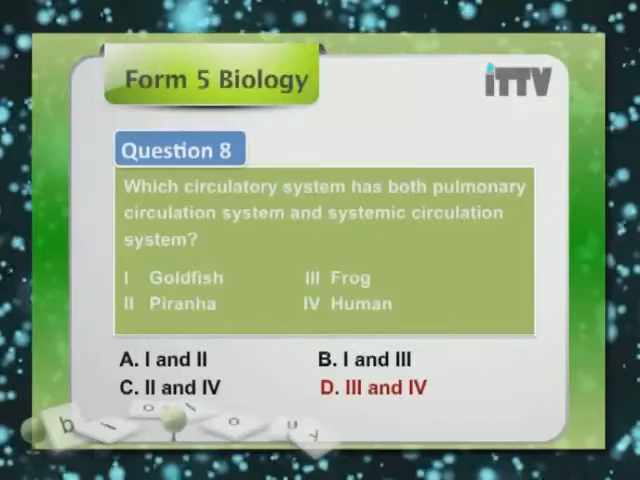 Form 5 Biology
iTTV
Question 8
Which circulatory system has both pulmonary
circulation system and systemic circulation
system?
I Goldfish III Frog
II Piranha IV Human
A. I and II B. I and III
C. II and IV D. III and IV
b i o l o g y